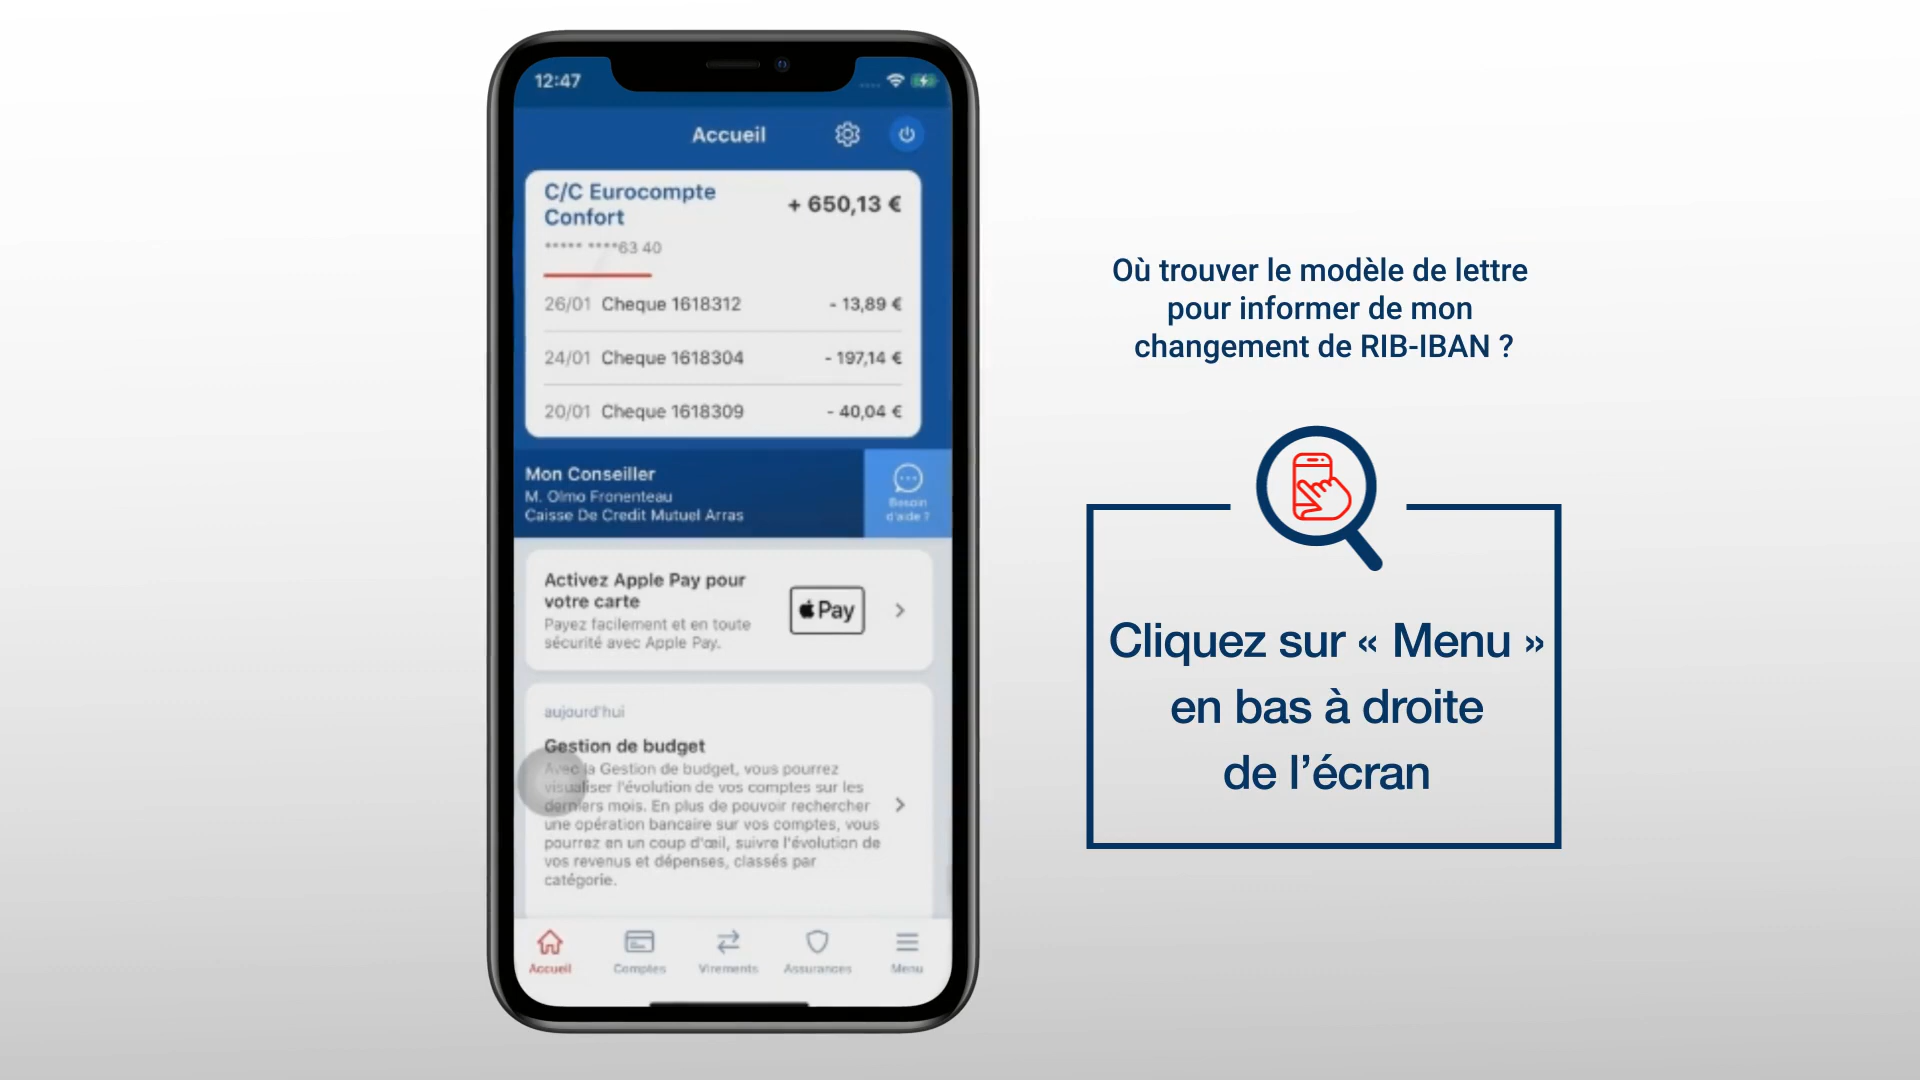 12:47
Accueil
C/C Eurocompte
Confort
+ 650,13 €
***** ****63 40
26/01 Cheque 1618312 - 13,89 €
24/01 Cheque 1618304 - 197,14 €
20/01 Cheque 1618309 - 40,04 €
Mon Conseiller
M. Olmo Fronenteau
Caisse De Credit Mutuel Arras
Besoin
d'aide ?
Activez Apple Pay pour
votre carte
Payez facilement et en toute
sécurité avec Apple Pay.
Pay
aujourd'hui
Gestion de budget
Avec la Gestion de budget, vous pourrez
visualiser l'évolution de vos comptes sur les
derniers mois. En plus de pouvoir rechercher
une opération bancaire sur vos comptes, vous
pourrez en un coup d'œil, suivre l'évolution de
vos revenus et dépenses, classés par
catégorie.
Accueil
Comptes
Virements
Assurances
Menu
Où trouver le modèle de lettre
pour informer de mon
changement de RIB-IBAN ?
Cliquez sur « Menu »
en bas à droite
de l’écran